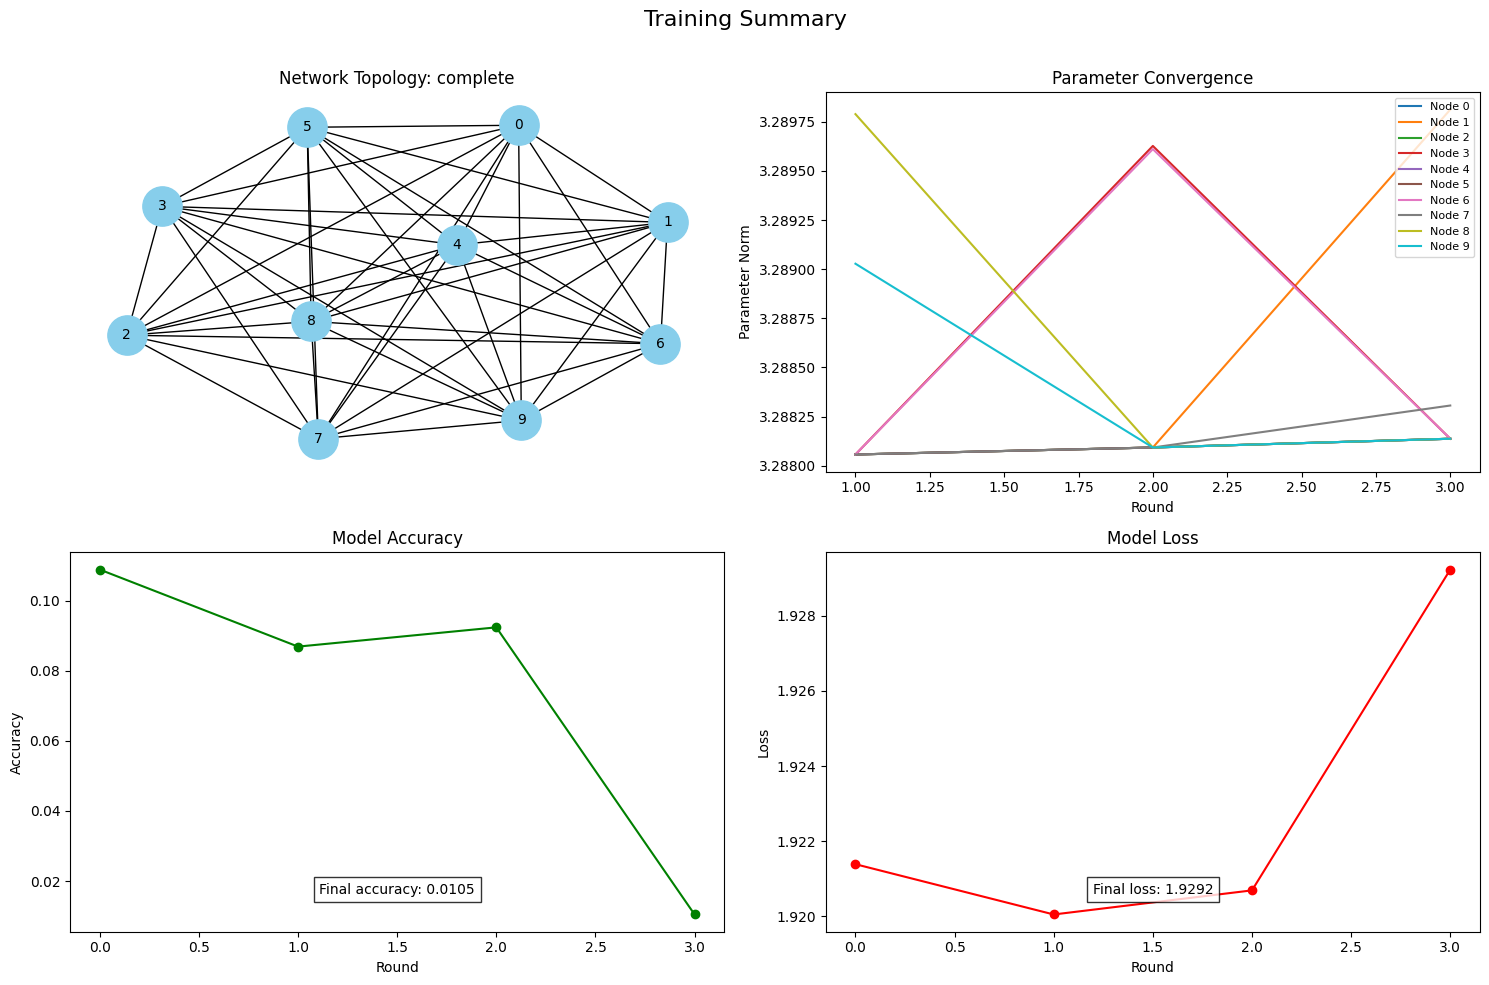 Training Summary
Network Topology: complete
5
0
3
1
4
8
2
6
9
7
Parameter Convergence
Parameter Norm
3.28975
3.28950
3.28925
3.28900
3.28875
3.28850
3.28825
3.28800
1.00 1.25 1.50 1.75 2.00 2.25 2.50 2.75 3.00
Round
Node 0
Node 1
Node 2
Node 3
Node 4
Node 5
Node 6
Node 7
Node 8
Node 9
Model Accuracy
Accuracy
0.10
0.08
0.06
0.04
0.02
Final accuracy: 0.0105
0.0 0.5 1.0 1.5 2.0 2.5 3.0
Round
Model Loss
Loss
1.928
1.926
1.924
1.922
1.920
Final loss: 1.9292
0.0 0.5 1.0 1.5 2.0 2.5 3.0
Round